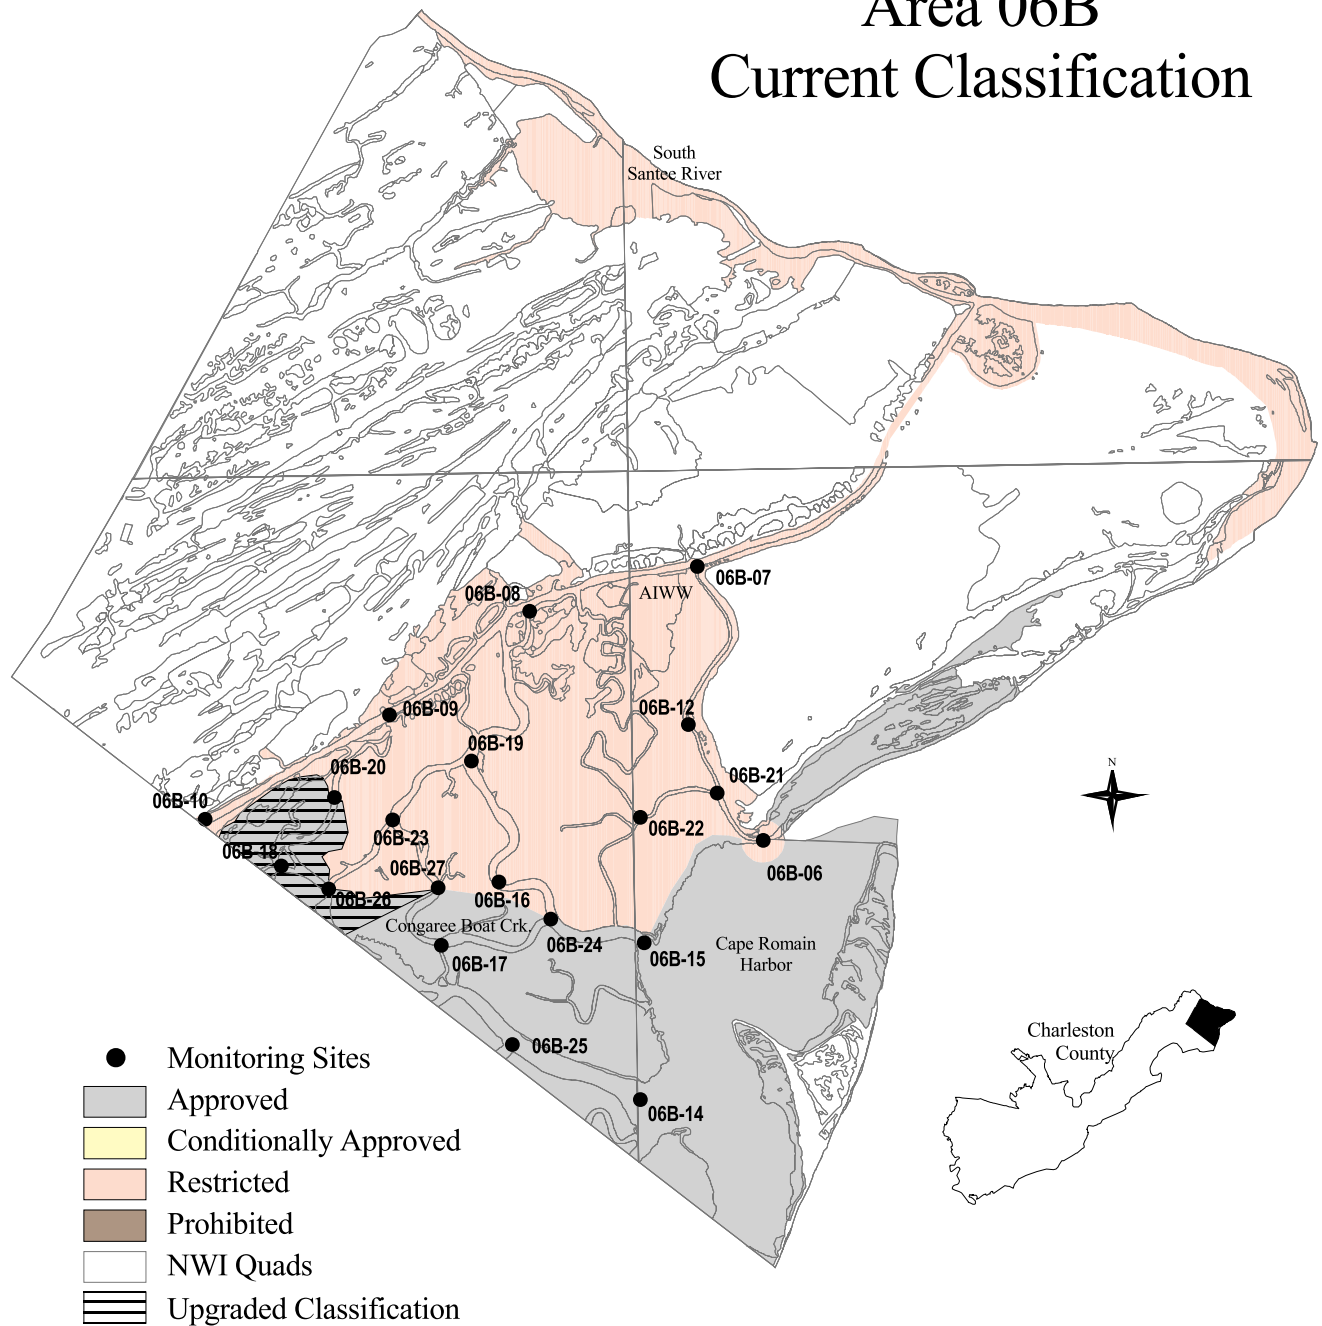 Area 06B
Current Classification
South
Santee River
06B-07
06B-08
AIWW
06B-09
06B-12
06B-19
06B-20
06B-21
06B-10
06B-22
06B-23
06B-18
06B-27
06B-06
06B-26
06B-16
Congaree Boat Crk.
06B-24
06B-15
Cape Romain
Harbor
06B-17
N
06B-25
06B-14
Charleston
County
Monitoring Sites
Approved
Conditionally Approved
Restricted
Prohibited
NWI Quads
Upgraded Classification